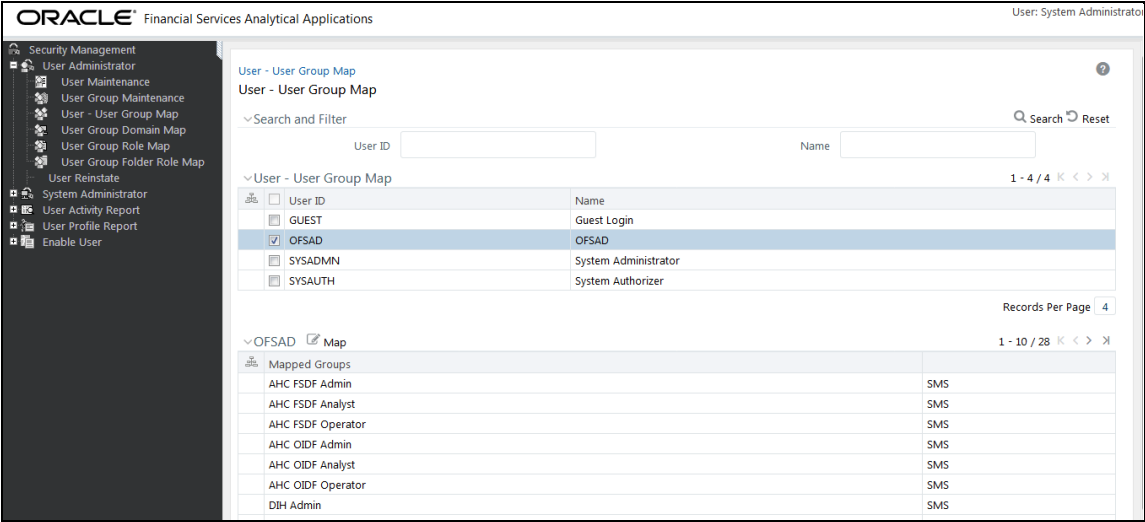 ORACLE® Financial Services Analytical Applications
User: System Administrator
Security Management
User Administrator
User Maintenance
User Group Maintenance
User - User Group Map
User Group Domain Map
User Group Role Map
User Group Folder Role Map
User Reinstate
System Administrator
User Activity Report
User Profile Report
Enable User
User - User Group Map
User - User Group Map
Search and Filter
Search Reset
User ID Name
User - User Group Map
1 - 4 / 4
User ID Name
GUEST Guest Login
OFSAD OFSAD
SYSADMN System Administrator
SYSAUTH System Authorizer
Records Per Page 4
OFSAD Map
1 - 10 / 28
Mapped Groups
AHC FSDF Admin SMS
AHC FSDF Analyst SMS
AHC FSDF Operator SMS
AHC OIDF Admin SMS
AHC OIDF Analyst SMS
AHC OIDF Operator SMS
DIH Admin SMS